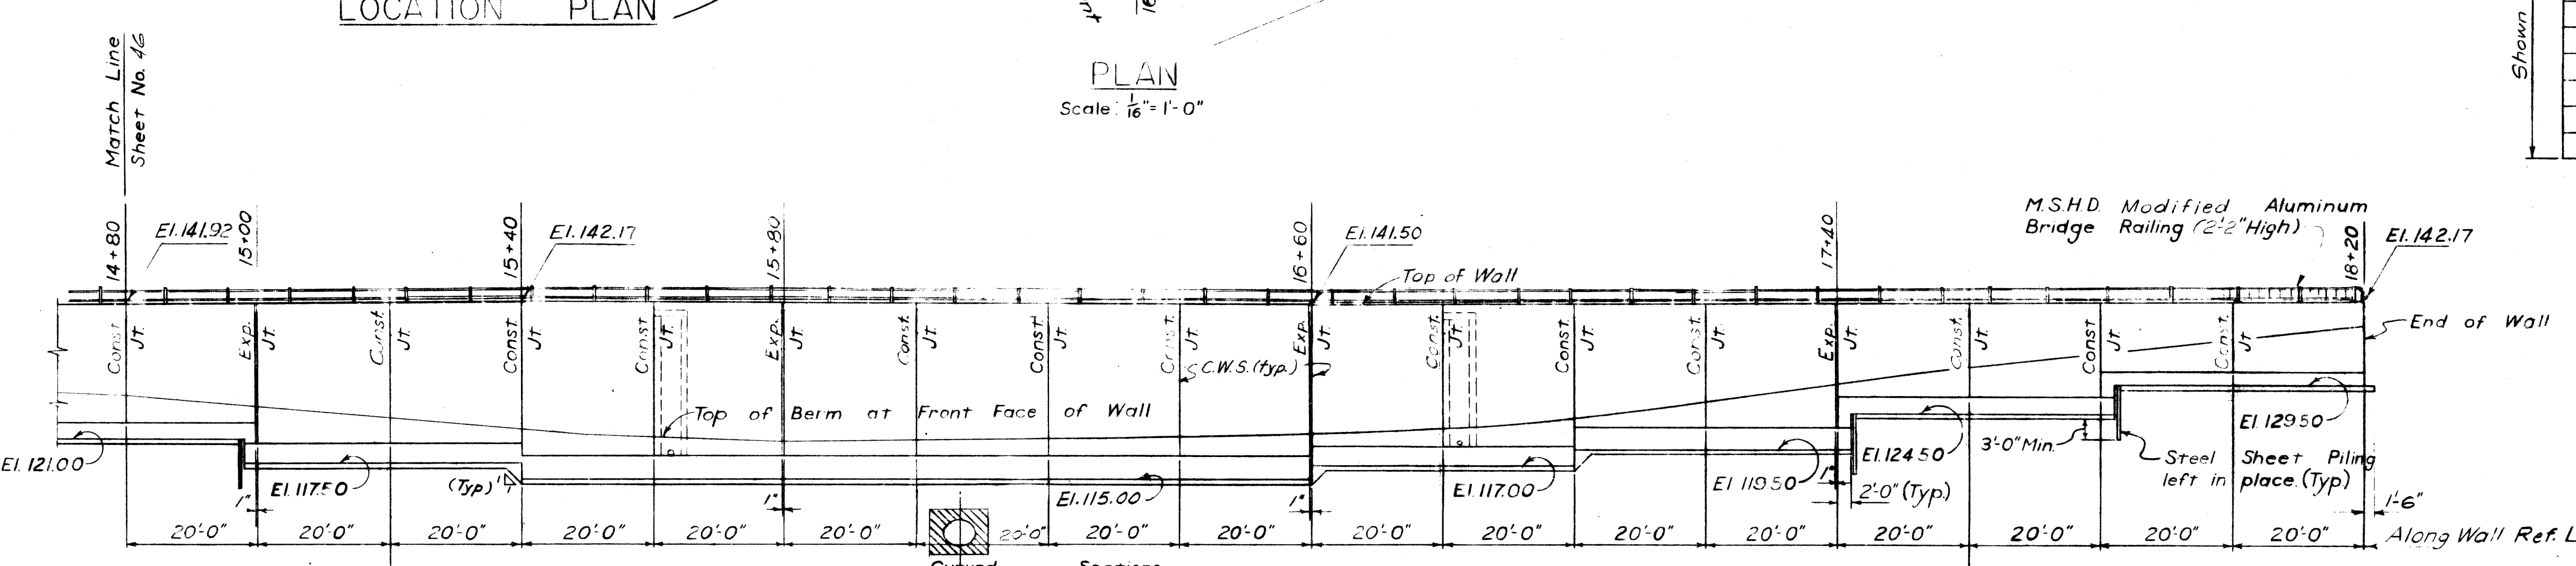 LOCATION PLAN
PLAN
Scale: 1/16" = 1'-0"
Shown
Match Line
Sheet No. 46
14+80
El. 141.92
15+00
15+40
El. 142.17
15+80
16+60
El. 141.50
Top of Wall
17+40
M.S.H.D. Modified Aluminum
Bridge Railing (2'-2" High)
18+20
El. 142.17
Const. Jt.
Exp. Jt.
Const. Jt.
Const. Jt.
Const. Jt.
Exp. Jt.
Const. Jt.
Const. Jt.
Const. Jt.
C.W.S. (typ.)
Exp. Jt.
Const. Jt.
Const. Jt.
Const. Jt.
Exp. Jt.
Const. Jt.
Const. Jt.
Const. Jt.
End of Wall
Top of Berm at Front Face of Wall
El. 121.00
El. 117.50
(Typ)
1
El. 115.00
El. 117.00
El. 119.50
El. 124.50
3'-0" Min.
El. 129.50
Steel Sheet Piling
left in place. (Typ)
1"
1"
1"
1"
2'-0" (Typ.)
1'-6"
20'-0" 20'-0" 20'-0" 20'-0" 20'-0" 20'-0" 20'-0" 20'-0" 20'-0" 20'-0" 20'-0" 20'-0" 20'-0" 20'-0" 20'-0" 20'-0" 20'-0"
Along Wall Ref. L
Curved Sections